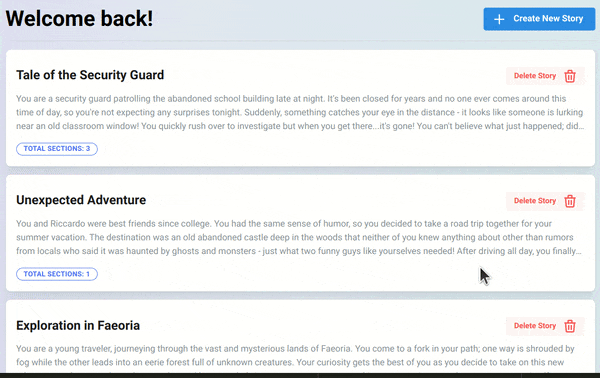 Welcome back!
Create New Story
Tale of the Security Guard
Delete Story
You are a security guard patrolling the abandoned school building late at night. It's been closed for years and no one ever comes around this
time of day, so you're not expecting any surprises tonight. Suddenly, something catches your eye in the distance - it looks like someone is lurking
near an old classroom window! You quickly rush over to investigate but when you get there...it's gone! You can't believe what just happened; did...
TOTAL SECTIONS: 3
Unexpected Adventure
Delete Story
You and Riccardo were best friends since college. You had the same sense of humor, so you decided to take a road trip together for your
summer vacation. The destination was an old abandoned castle deep in the woods that neither of you knew anything about other than rumors
from locals who said it was haunted by ghosts and monsters - just what two funny guys like yourselves needed! After driving all day, you finally...
TOTAL SECTIONS: 1
Exploration in Faeoria
Delete Story
You are a young traveler, journeying through the vast and mysterious lands of Faeoria. You come to a fork in your path; one way is shrouded by
fog while the other leads into an eerie forest full of unknown creatures. Your curiosity gets the best of you as you decide to take on this new